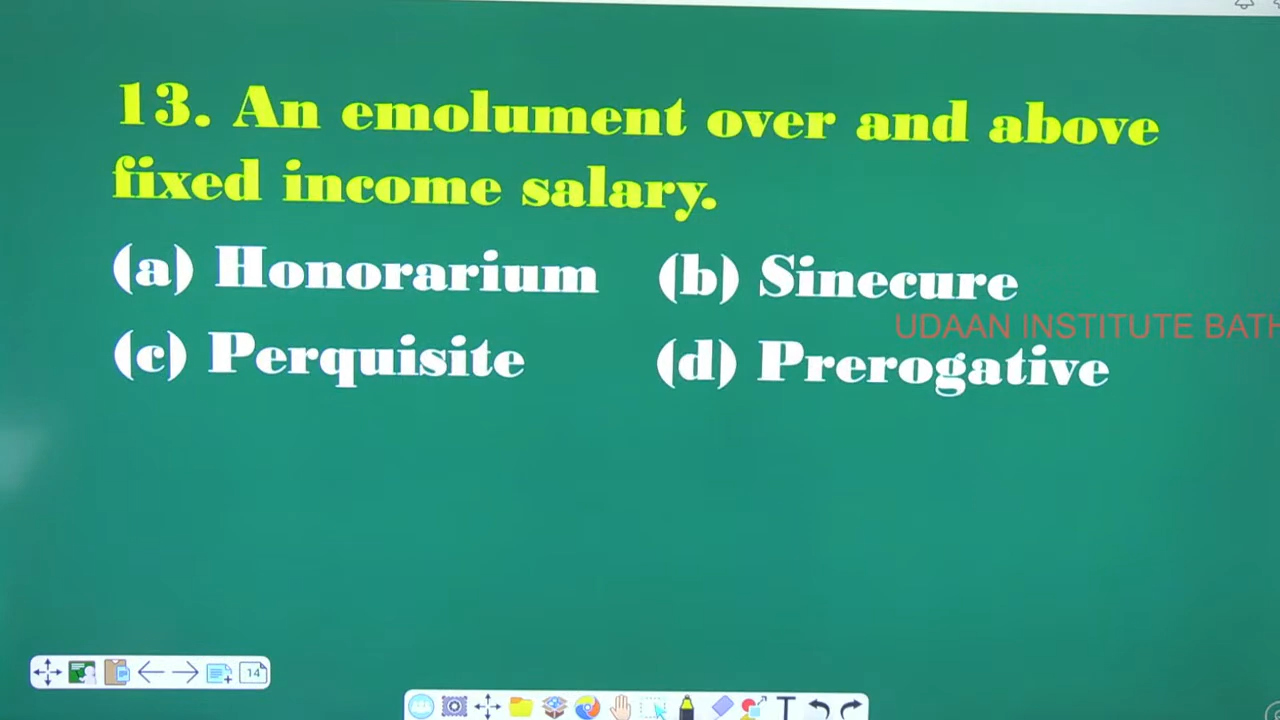 13. An emolument over and above
fixed income salary.
(a) Honorarium (b) Sinecure
UDAAN INSTITUTE BATH
(c) Perquisite (d) Prerogative
14
T